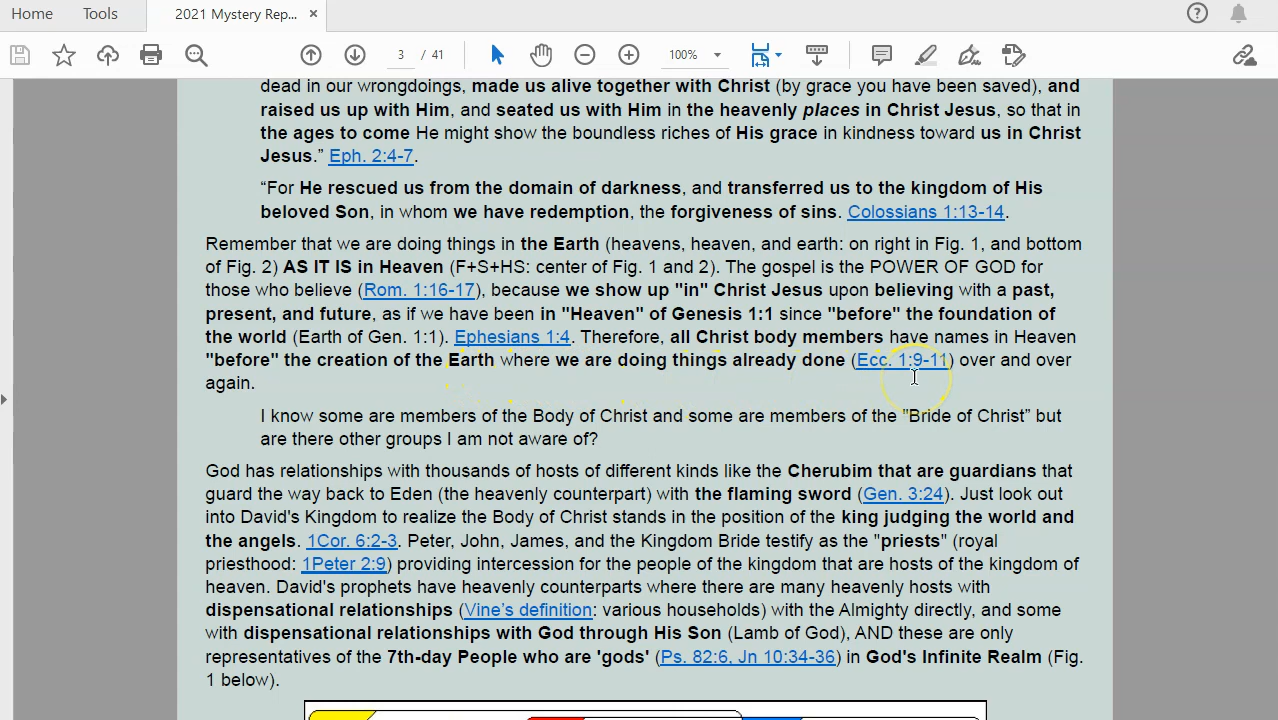 Home Tools 2021 Mystery Rep... ×
3 / 41 100%
dead in our wrongdoings, made us alive together with Christ (by grace you have been saved), and
raised us up with Him, and seated us with Him in the heavenly places in Christ Jesus, so that in
the ages to come He might show the boundless riches of His grace in kindness toward us in Christ
Jesus.” Eph. 2:4-7.
“For He rescued us from the domain of darkness, and transferred us to the kingdom of His
beloved Son, in whom we have redemption, the forgiveness of sins. Colossians 1:13-14.
Remember that we are doing things in the Earth (heavens, heaven, and earth: on right in Fig. 1, and bottom
of Fig. 2) AS IT IS in Heaven (F+S+HS: center of Fig. 1 and 2). The gospel is the POWER OF GOD for
those who believe (Rom. 1:16-17), because we show up "in" Christ Jesus upon believing with a past,
present, and future, as if we have been in "Heaven" of Genesis 1:1 since "before" the foundation of
the world (Earth of Gen. 1:1). Ephesians 1:4. Therefore, all Christ body members have names in Heaven
"before" the creation of the Earth where we are doing things already done (Ecc. 1:9-11) over and over
again.
I know some are members of the Body of Christ and some are members of the "Bride of Christ” but
are there other groups I am not aware of?
God has relationships with thousands of hosts of different kinds like the Cherubim that are guardians that
guard the way back to Eden (the heavenly counterpart) with the flaming sword (Gen. 3:24). Just look out
into David's Kingdom to realize the Body of Christ stands in the position of the king judging the world and
the angels. 1Cor. 6:2-3. Peter, John, James, and the Kingdom Bride testify as the "priests" (royal
priesthood: 1Peter 2:9) providing intercession for the people of the kingdom that are hosts of the kingdom of
heaven. David's prophets have heavenly counterparts where there are many heavenly hosts with
dispensational relationships (Vine’s definition: various households) with the Almighty directly, and some
with dispensational relationships with God through His Son (Lamb of God), AND these are only
representatives of the 7th-day People who are 'gods' (Ps. 82:6, Jn 10:34-36) in God's Infinite Realm (Fig.
1 below).